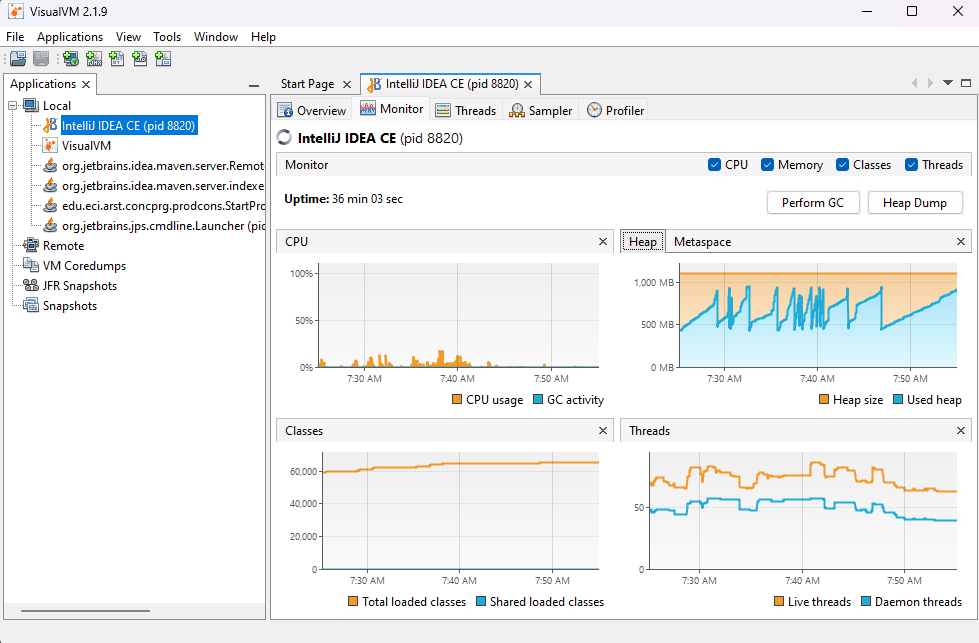 VisualVM 2.1.9
File Applications View Tools Window Help
Applications
Start Page IntelliJ IDEA CE (pid 8820)
Local
IntelliJ IDEA CE (pid 8820)
VisualVM
org.jetbrains.idea.maven.server.Remot
org.jetbrains.idea.maven.server.indexe
edu.eci.arst.concprg.prodcons.StartPro
org.jetbrains.jps.cmdline.Launcher (pid
Remote
VM Coredumps
JFR Snapshots
Snapshots
Overview Monitor Threads Sampler Profiler
IntelliJ IDEA CE (pid 8820)
Monitor CPU Memory Classes Threads
Uptime: 36 min 03 sec
Perform GC Heap Dump
CPU
100%
50%
0%
7:30 AM 7:40 AM 7:50 AM
CPU usage GC activity
Heap Metaspace
1,000 MB
500 MB
0 MB
7:30 AM 7:40 AM 7:50 AM
Heap size Used heap
Classes
60,000
40,000
20,000
0
7:30 AM 7:40 AM 7:50 AM
Total loaded classes Shared loaded classes
Threads
50
0
7:30 AM 7:40 AM 7:50 AM
Live threads Daemon threads